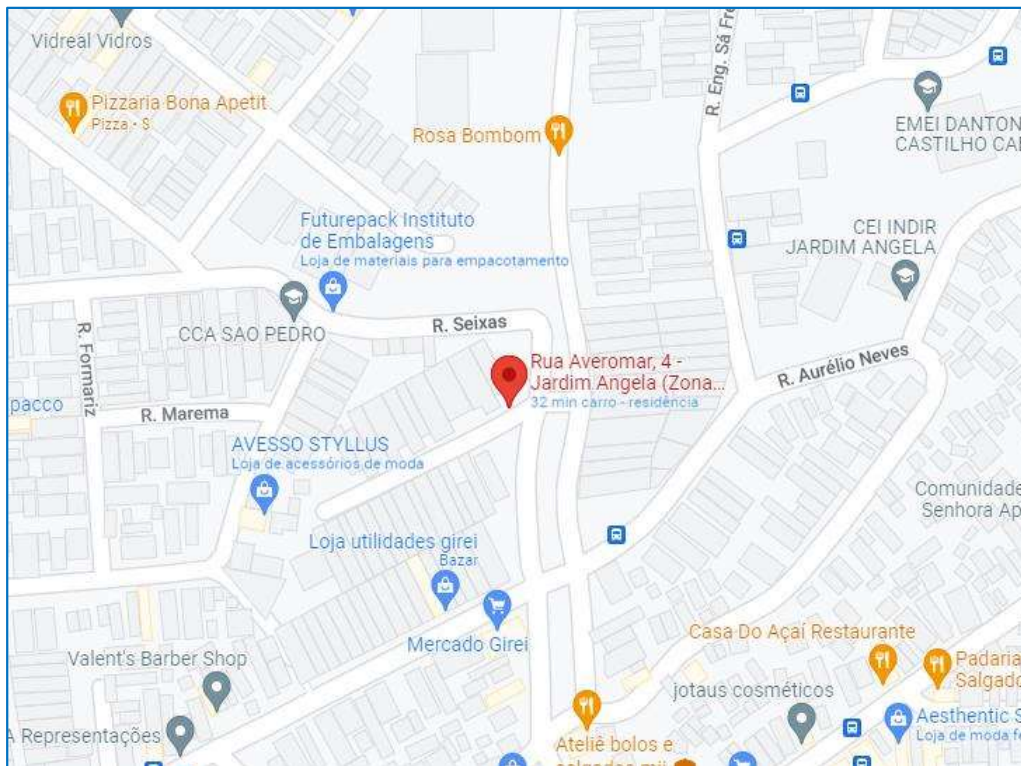 Vidreal Vidros
Pizzaria Bona Apetit
Pizza · $
Rosa Bombom
R. Eng. Sá Fre
EMEI DANTON
CASTILHO CAB
Futurepack Instituto
de Embalagens
Loja de materiais para empacotamento
CEI INDIR
JARDIM ANGELA
CCA SAO PEDRO
R. Seixas
R. Formariz
Rua Averomar, 4 -
Jardim Angela (Zona...
32 min carro - residência
R. Aurélio Neves
pacco
R. Marema
AVESSO STYLLUS
Loja de acessórios de moda
Comunidade
Senhora Ap
Loja utilidades girei
Bazar
Mercado Girei
Casa Do Açaí Restaurante
Valent's Barber Shop
Padaria
Salgado
jotaus cosméticos
A Representações
Aesthentic S
Loja de moda fe
Ateliê bolos e